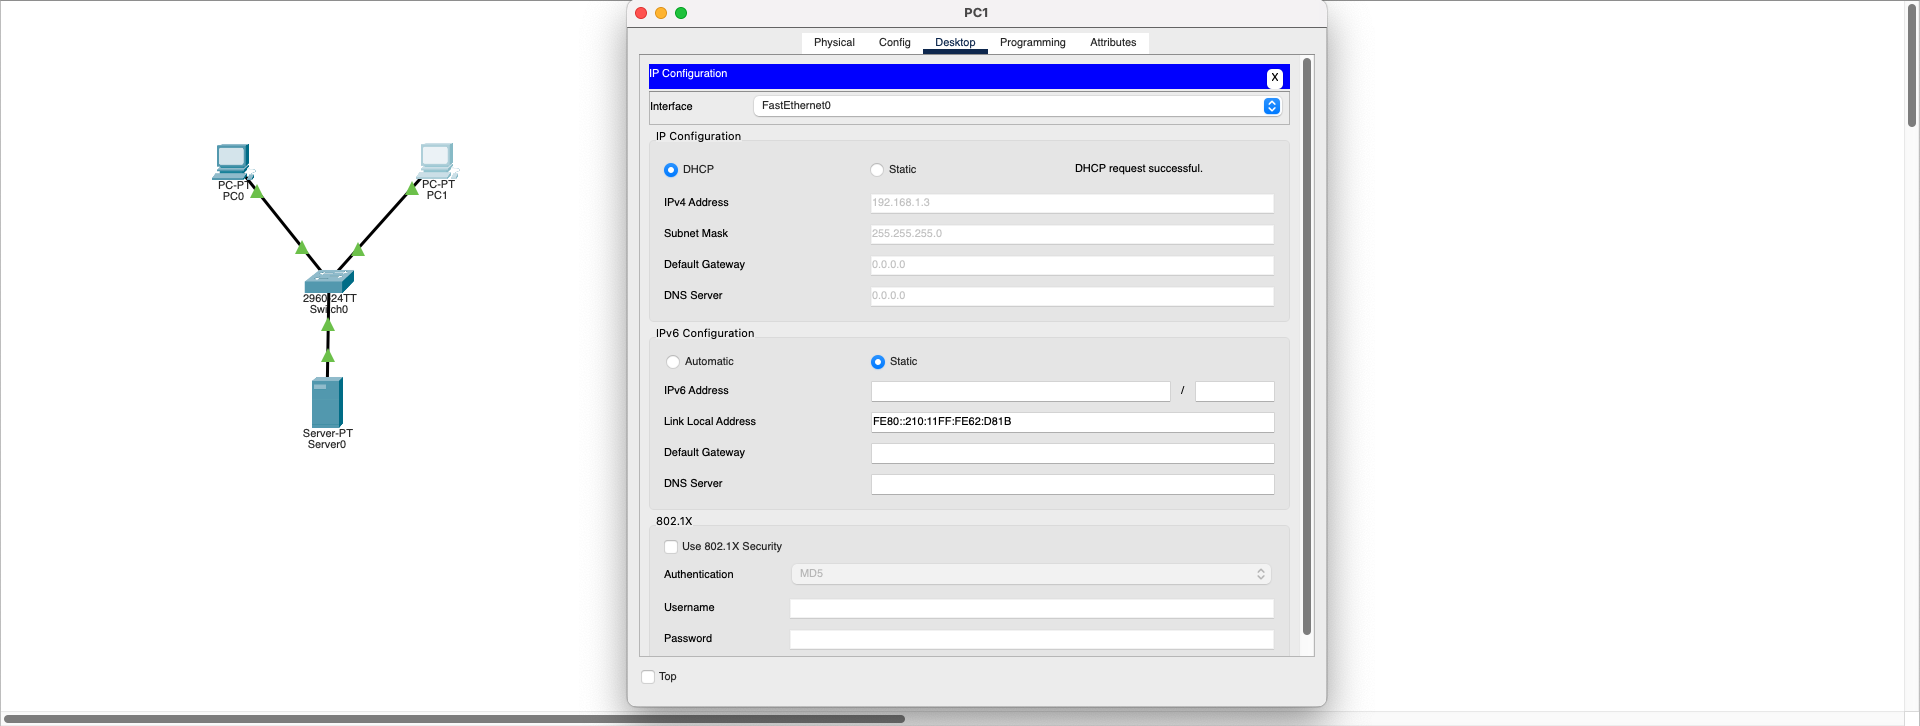 PC1
Physical Config Desktop Programming Attributes
IP Configuration X
Interface FastEthernet0
IP Configuration
DHCP Static DHCP request successful.
IPv4 Address 192.168.1.3
Subnet Mask 255.255.255.0
Default Gateway 0.0.0.0
DNS Server 0.0.0.0
IPv6 Configuration
Automatic Static
IPv6 Address /
Link Local Address FE80::210:11FF:FE62:D81B
Default Gateway
DNS Server
802.1X
Use 802.1X Security
Authentication MD5
Username
Password
Top
PC-PT
PC0
PC-PT
PC1
2960-24TT
Switch0
Server-PT
Server0